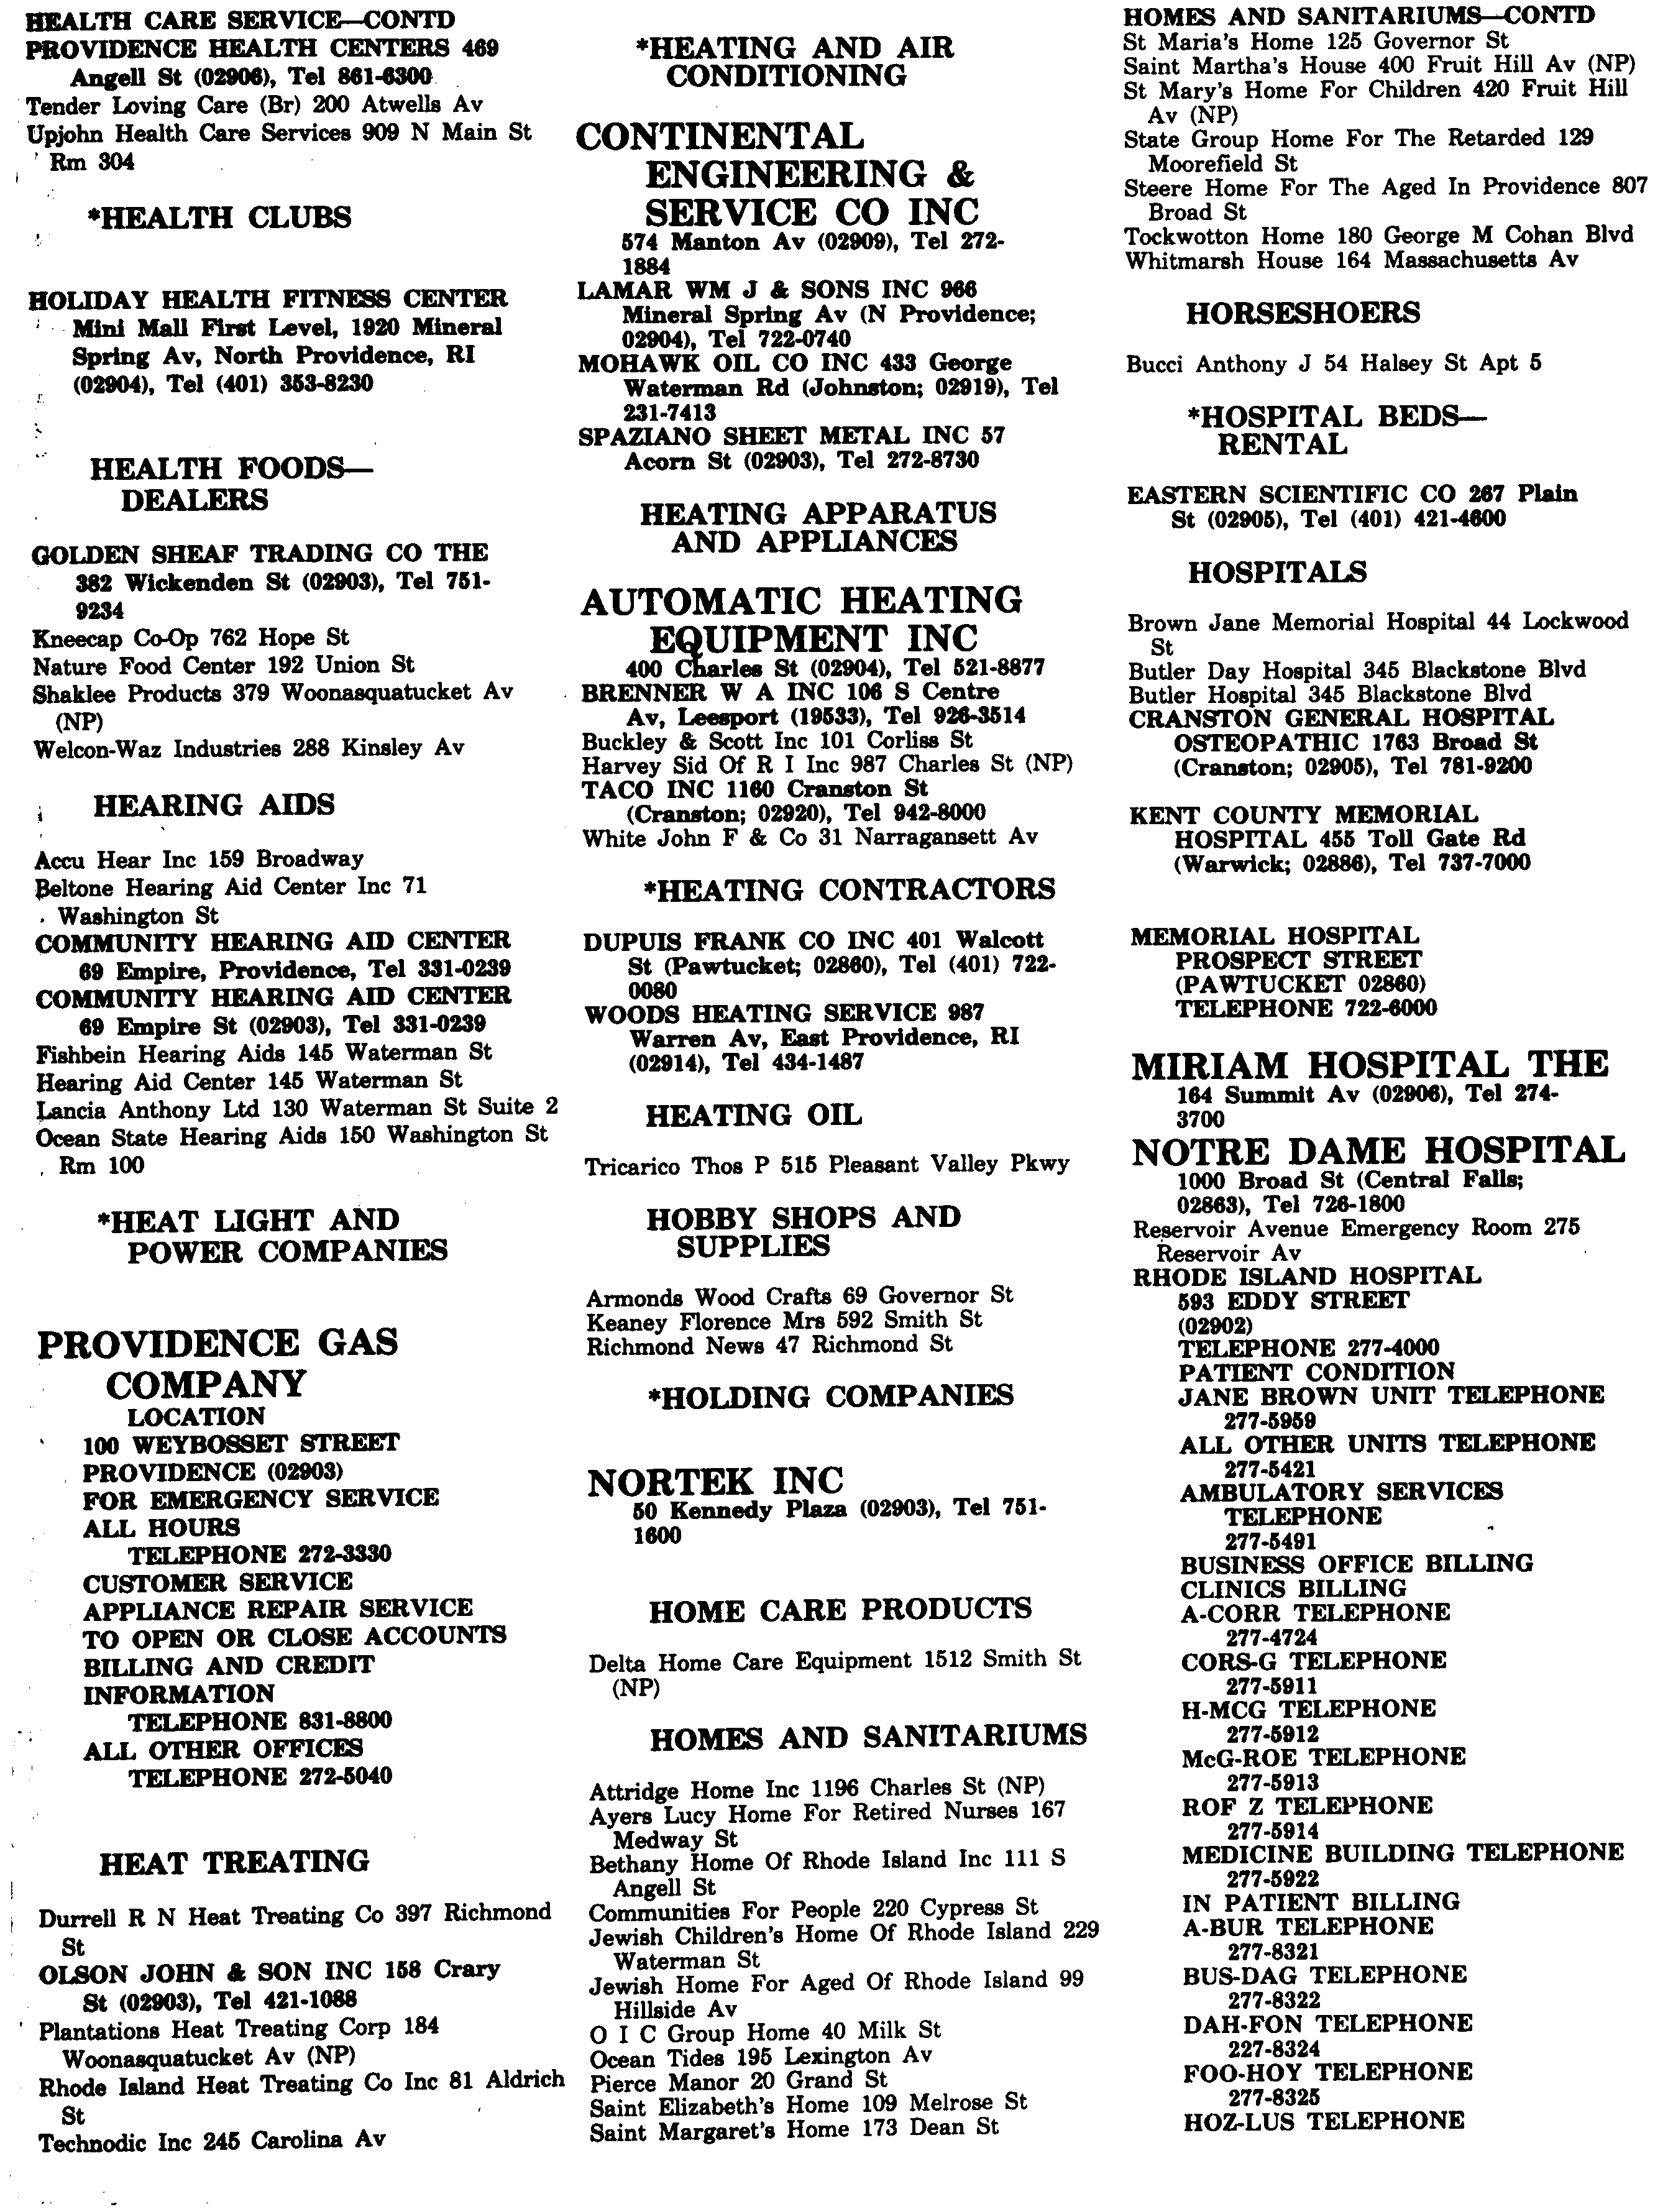 HEALTH CARE SERVICE—CONTD
PROVIDENCE HEALTH CENTERS 469
Angell St (02906), Tel 861-6300
Tender Loving Care (Br) 200 Atwells Av
Upjohn Health Care Services 909 N Main St
Rm 304
*HEALTH CLUBS
HOLIDAY HEALTH FITNESS CENTER
Mini Mall First Level, 1920 Mineral
Spring Av, North Providence, RI
(02904), Tel (401) 353-8230
HEALTH FOODS—
DEALERS
GOLDEN SHEAF TRADING CO THE
382 Wickenden St (02903), Tel 751-
9234
Kneecap Co-Op 762 Hope St
Nature Food Center 192 Union St
Shaklee Products 379 Woonasquatucket Av
(NP)
Welcon-Waz Industries 288 Kinsley Av
HEARING AIDS
Accu Hear Inc 159 Broadway
Beltone Hearing Aid Center Inc 71
Washington St
COMMUNITY HEARING AID CENTER
69 Empire, Providence, Tel 331-0239
COMMUNITY HEARING AID CENTER
69 Empire St (02903), Tel 331-0239
Fishbein Hearing Aids 145 Waterman St
Hearing Aid Center 145 Waterman St
Lancia Anthony Ltd 130 Waterman St Suite 2
Ocean State Hearing Aids 150 Washington St
Rm 100
*HEAT LIGHT AND
POWER COMPANIES
PROVIDENCE GAS
COMPANY
LOCATION
100 WEYBOSSET STREET
PROVIDENCE (02903)
FOR EMERGENCY SERVICE
ALL HOURS
TELEPHONE 272-3330
CUSTOMER SERVICE
APPLIANCE REPAIR SERVICE
TO OPEN OR CLOSE ACCOUNTS
BILLING AND CREDIT
INFORMATION
TELEPHONE 831-8800
ALL OTHER OFFICES
TELEPHONE 272-5040
HEAT TREATING
Durrell R N Heat Treating Co 397 Richmond
St
OLSON JOHN & SON INC 158 Crary
St (02903), Tel 421-1088
Plantations Heat Treating Corp 184
Woonasquatucket Av (NP)
Rhode Island Heat Treating Co Inc 81 Aldrich
St
Technodic Inc 245 Carolina Av
*HEATING AND AIR
CONDITIONING
CONTINENTAL
ENGINEERING &
SERVICE CO INC
574 Manton Av (02909), Tel 272-
1884
LAMAR WM J & SONS INC 966
Mineral Spring Av (N Providence;
02904), Tel 722-0740
MOHAWK OIL CO INC 433 George
Waterman Rd (Johnston; 02919), Tel
231-7413
SPAZIANO SHEET METAL INC 57
Acorn St (02903), Tel 272-8730
HEATING APPARATUS
AND APPLIANCES
AUTOMATIC HEATING
EQUIPMENT INC
400 Charles St (02904), Tel 521-8877
BRENNER W A INC 106 S Centre
Av, Leesport (19533), Tel 926-3514
Buckley & Scott Inc 101 Corliss St
Harvey Sid Of R I Inc 987 Charles St (NP)
TACO INC 1160 Cranston St
(Cranston; 02920), Tel 942-8000
White John F & Co 31 Narragansett Av
*HEATING CONTRACTORS
DUPUIS FRANK CO INC 401 Walcott
St (Pawtucket; 02860), Tel (401) 722-
0080
WOODS HEATING SERVICE 987
Warren Av, East Providence, RI
(02914), Tel 434-1487
HEATING OIL
Tricarico Thos P 515 Pleasant Valley Pkwy
HOBBY SHOPS AND
SUPPLIES
Armonds Wood Crafts 69 Governor St
Keaney Florence Mrs 592 Smith St
Richmond News 47 Richmond St
*HOLDING COMPANIES
NORTEK INC
50 Kennedy Plaza (02903), Tel 751-
1600
HOME CARE PRODUCTS
Delta Home Care Equipment 1512 Smith St
(NP)
HOMES AND SANITARIUMS
Attridge Home Inc 1196 Charles St (NP)
Ayers Lucy Home For Retired Nurses 167
Medway St
Bethany Home Of Rhode Island Inc 111 S
Angell St
Communities For People 220 Cypress St
Jewish Children's Home Of Rhode Island 229
Waterman St
Jewish Home For Aged Of Rhode Island 99
Hillside Av
O I C Group Home 40 Milk St
Ocean Tides 195 Lexington Av
Pierce Manor 20 Grand St
Saint Elizabeth's Home 109 Melrose St
Saint Margaret's Home 173 Dean St
HOMES AND SANITARIUMS—CONTD
St Maria's Home 125 Governor St
Saint Martha's House 400 Fruit Hill Av (NP)
St Mary's Home For Children 420 Fruit Hill
Av (NP)
State Group Home For The Retarded 129
Moorefield St
Steere Home For The Aged In Providence 807
Broad St
Tockwotton Home 180 George M Cohan Blvd
Whitmarsh House 164 Massachusetts Av
HORSESHOERS
Bucci Anthony J 54 Halsey St Apt 5
*HOSPITAL BEDS—
RENTAL
EASTERN SCIENTIFIC CO 267 Plain
St (02905), Tel (401) 421-4600
HOSPITALS
Brown Jane Memorial Hospital 44 Lockwood
St
Butler Day Hospital 345 Blackstone Blvd
Butler Hospital 345 Blackstone Blvd
CRANSTON GENERAL HOSPITAL
OSTEOPATHIC 1763 Broad St
(Cranston; 02905), Tel 781-9200
KENT COUNTY MEMORIAL
HOSPITAL 455 Toll Gate Rd
(Warwick; 02886), Tel 737-7000
MEMORIAL HOSPITAL
PROSPECT STREET
(PAWTUCKET 02860)
TELEPHONE 722-6000
MIRIAM HOSPITAL THE
164 Summit Av (02906), Tel 274-
3700
NOTRE DAME HOSPITAL
1000 Broad St (Central Falls;
02863), Tel 726-1800
Reservoir Avenue Emergency Room 275
Reservoir Av
RHODE ISLAND HOSPITAL
593 EDDY STREET
(02902)
TELEPHONE 277-4000
PATIENT CONDITION
JANE BROWN UNIT TELEPHONE
277-5959
ALL OTHER UNITS TELEPHONE
277-5421
AMBULATORY SERVICES
TELEPHONE
277-5491
BUSINESS OFFICE BILLING
CLINICS BILLING
A-CORR TELEPHONE
277-4724
CORS-G TELEPHONE
277-5911
H-MCG TELEPHONE
277-5912
McG-ROE TELEPHONE
277-5913
ROF Z TELEPHONE
277-5914
MEDICINE BUILDING TELEPHONE
277-5922
IN PATIENT BILLING
A-BUR TELEPHONE
277-8321
BUS-DAG TELEPHONE
277-8322
DAH-FON TELEPHONE
227-8324
FOO-HOY TELEPHONE
277-8325
HOZ-LUS TELEPHONE